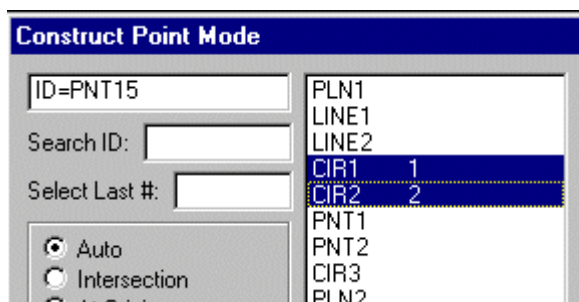 Construct Point Mode
ID=PNT15
Search ID:
Select Last #:
Auto
Intersection
PLN1
LINE1
LINE2
CIR1 1
CIR2 2
PNT1
PNT2
CIR3
PLN2